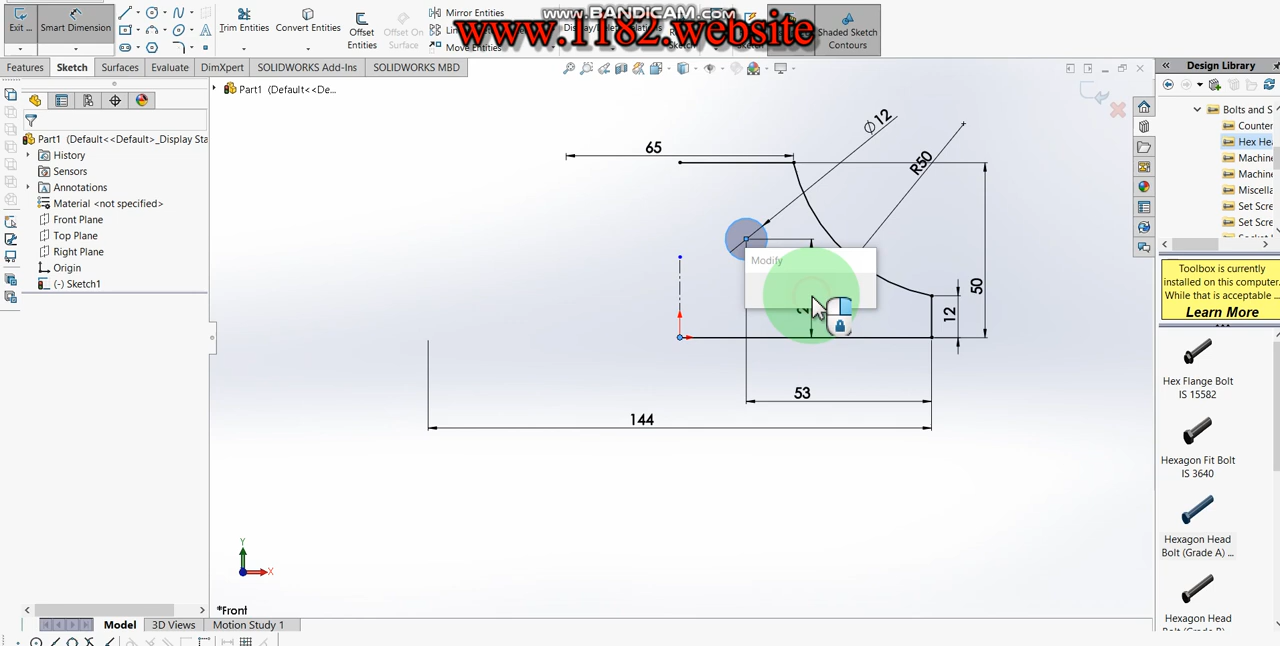 www.BANDICAM.com
www.1182.website
Exit ...
Smart Dimension
Trim Entities
Convert Entities
Offset Entities
Offset On Surface
Mirror Entities
Move Entities
Shaded Sketch Contours
Features
Sketch
Surfaces
Evaluate
DimXpert
SOLIDWORKS Add-Ins
SOLIDWORKS MBD
Part1 (Default<<De...
Part1 (Default<<Default>_Display Sta
History
Sensors
Annotations
Material <not specified>
Front Plane
Top Plane
Right Plane
Origin
(-) Sketch1
65
Ø12
R50
Modify
50
12
53
144
Y
X
*Front
Design Library
Bolts and S
Counter
Hex Hea
Machine
Machine
Miscella
Set Scre
Set Scre
Toolbox is currently
installed on this computer.
While that is acceptable ...
Learn More
Hex Flange Bolt
IS 15582
Hexagon Fit Bolt
IS 3640
Hexagon Head
Bolt (Grade A) ...
Hexagon Head
Model
3D Views
Motion Study 1